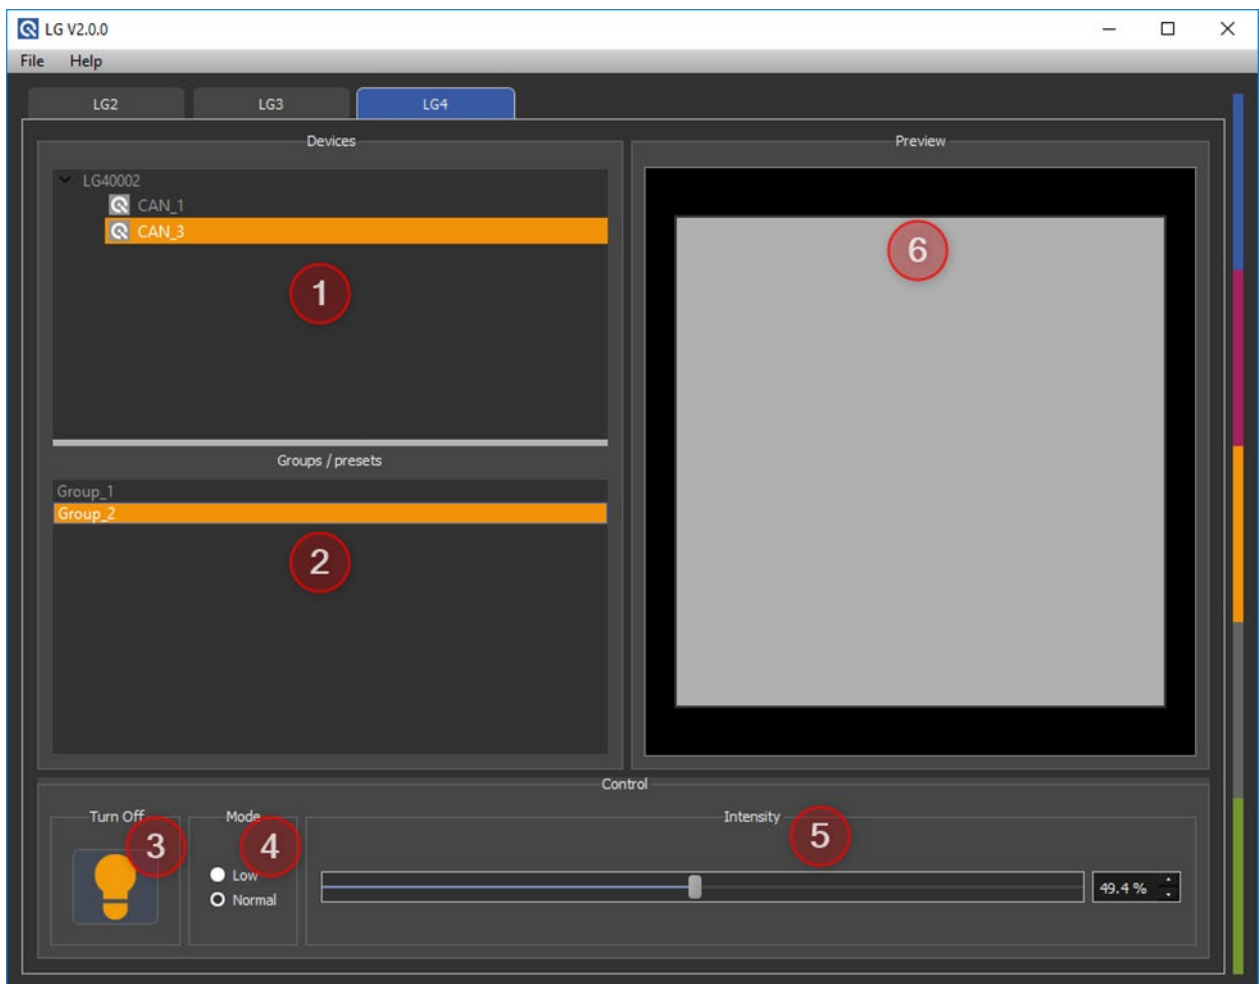 LG V2.0.0
File Help
LG2 LG3 LG4
Devices
LG40002
CAN_1
CAN_3
1
Groups / presets
Group_1
Group_2
2
Preview
6
Control
Turn Off
3
Mode
4
Low
Normal
Intensity
5
49.4 %